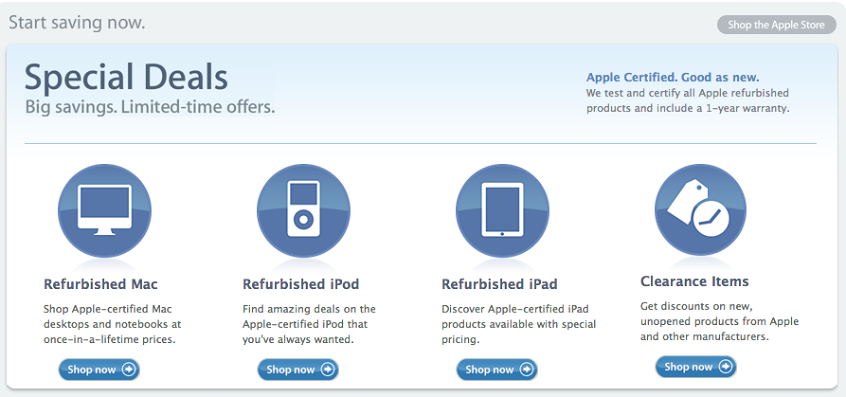 Start saving now.
Shop the Apple Store
Special Deals
Big savings. Limited-time offers.
Apple Certified. Good as new.
We test and certify all Apple refurbished
products and include a 1-year warranty.
Refurbished Mac
Shop Apple-certified Mac
desktops and notebooks at
once-in-a-lifetime prices.
Shop now
Refurbished iPod
Find amazing deals on the
Apple-certified iPod that
you've always wanted.
Shop now
Refurbished iPad
Discover Apple-certified iPad
products available with special
pricing.
Shop now
Clearance Items
Get discounts on new,
unopened products from Apple
and other manufacturers.
Shop now